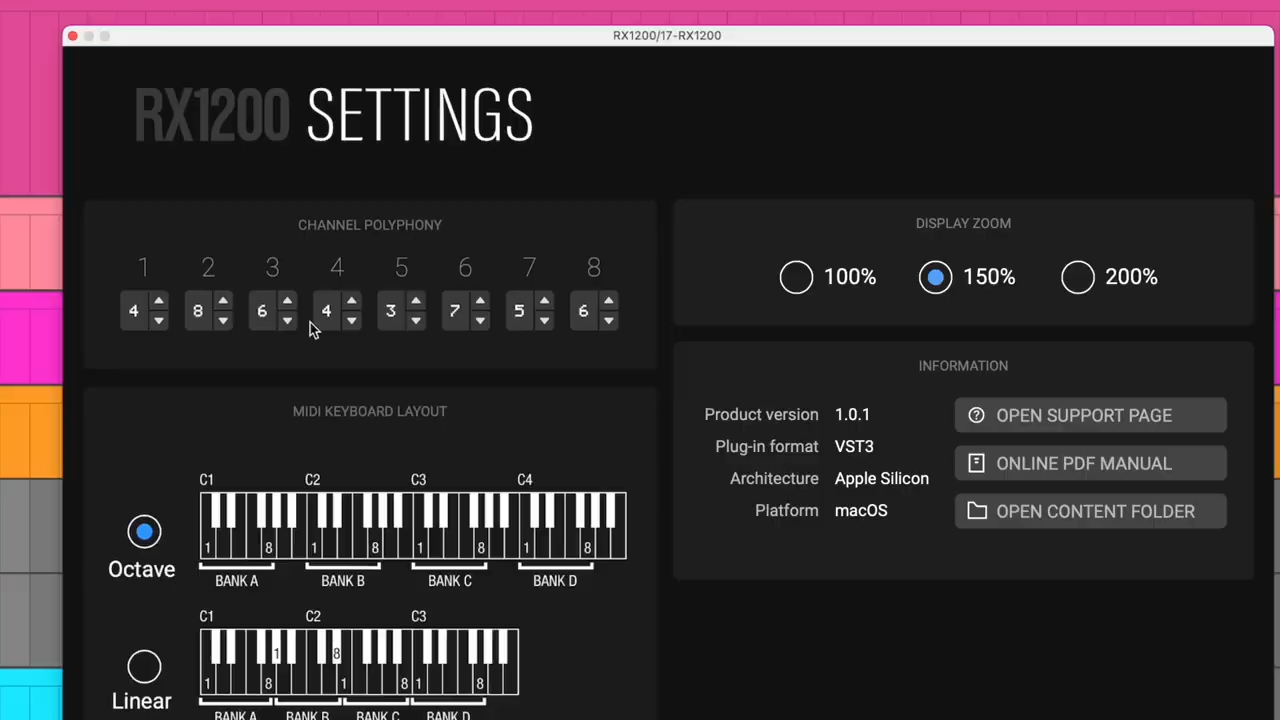 RX1200/17-RX1200
RX1200 SETTINGS
CHANNEL POLYPHONY
1 2 3 4 5 6 7 8
4 8 6 4 3 7 5 6
DISPLAY ZOOM
100% 150% 200%
INFORMATION
Product version 1.0.1
Plug-in format VST3
Architecture Apple Silicon
Platform macOS
OPEN SUPPORT PAGE
ONLINE PDF MANUAL
OPEN CONTENT FOLDER
MIDI KEYBOARD LAYOUT
C1 C2 C3 C4
1 8 1 8 1 8 1 8
Octave
BANK A BANK B BANK C BANK D
C1 C2 C3
1 8
1 8 1 8 1 8
Linear
BANK A BANK B BANK C BANK D